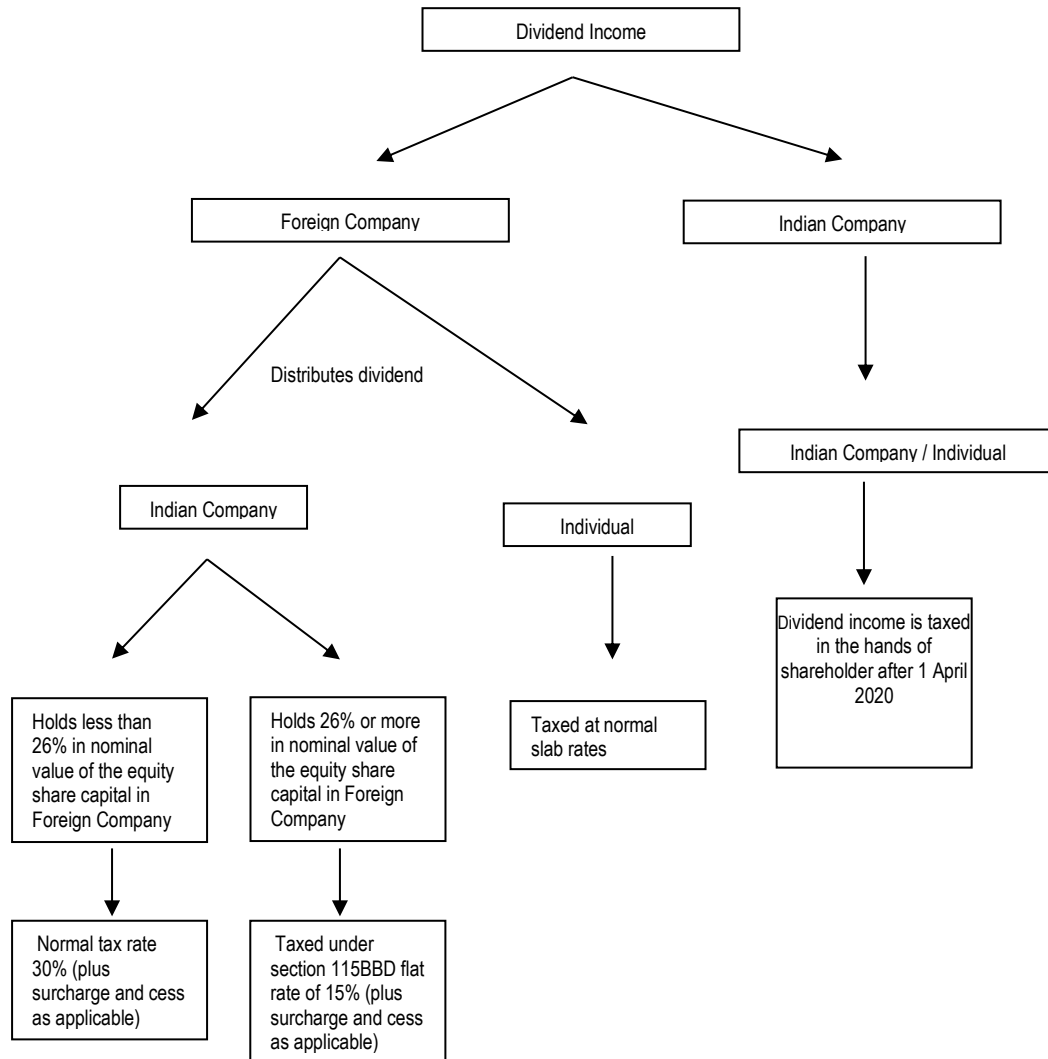 Dividend Income
Foreign Company
Indian Company
Distributes dividend
Indian Company / Individual
Indian Company
Individual
Dividend income is taxed
in the hands of
shareholder after 1 April
2020
Holds less than
26% in nominal
value of the equity
share capital in
Foreign Company
Holds 26% or more
in nominal value of
the equity share
capital in Foreign
Company
Taxed at normal
slab rates
Normal tax rate
30% (plus
surcharge and cess
as applicable)
Taxed under
section 115BBD flat
rate of 15% (plus
surcharge and cess
as applicable)